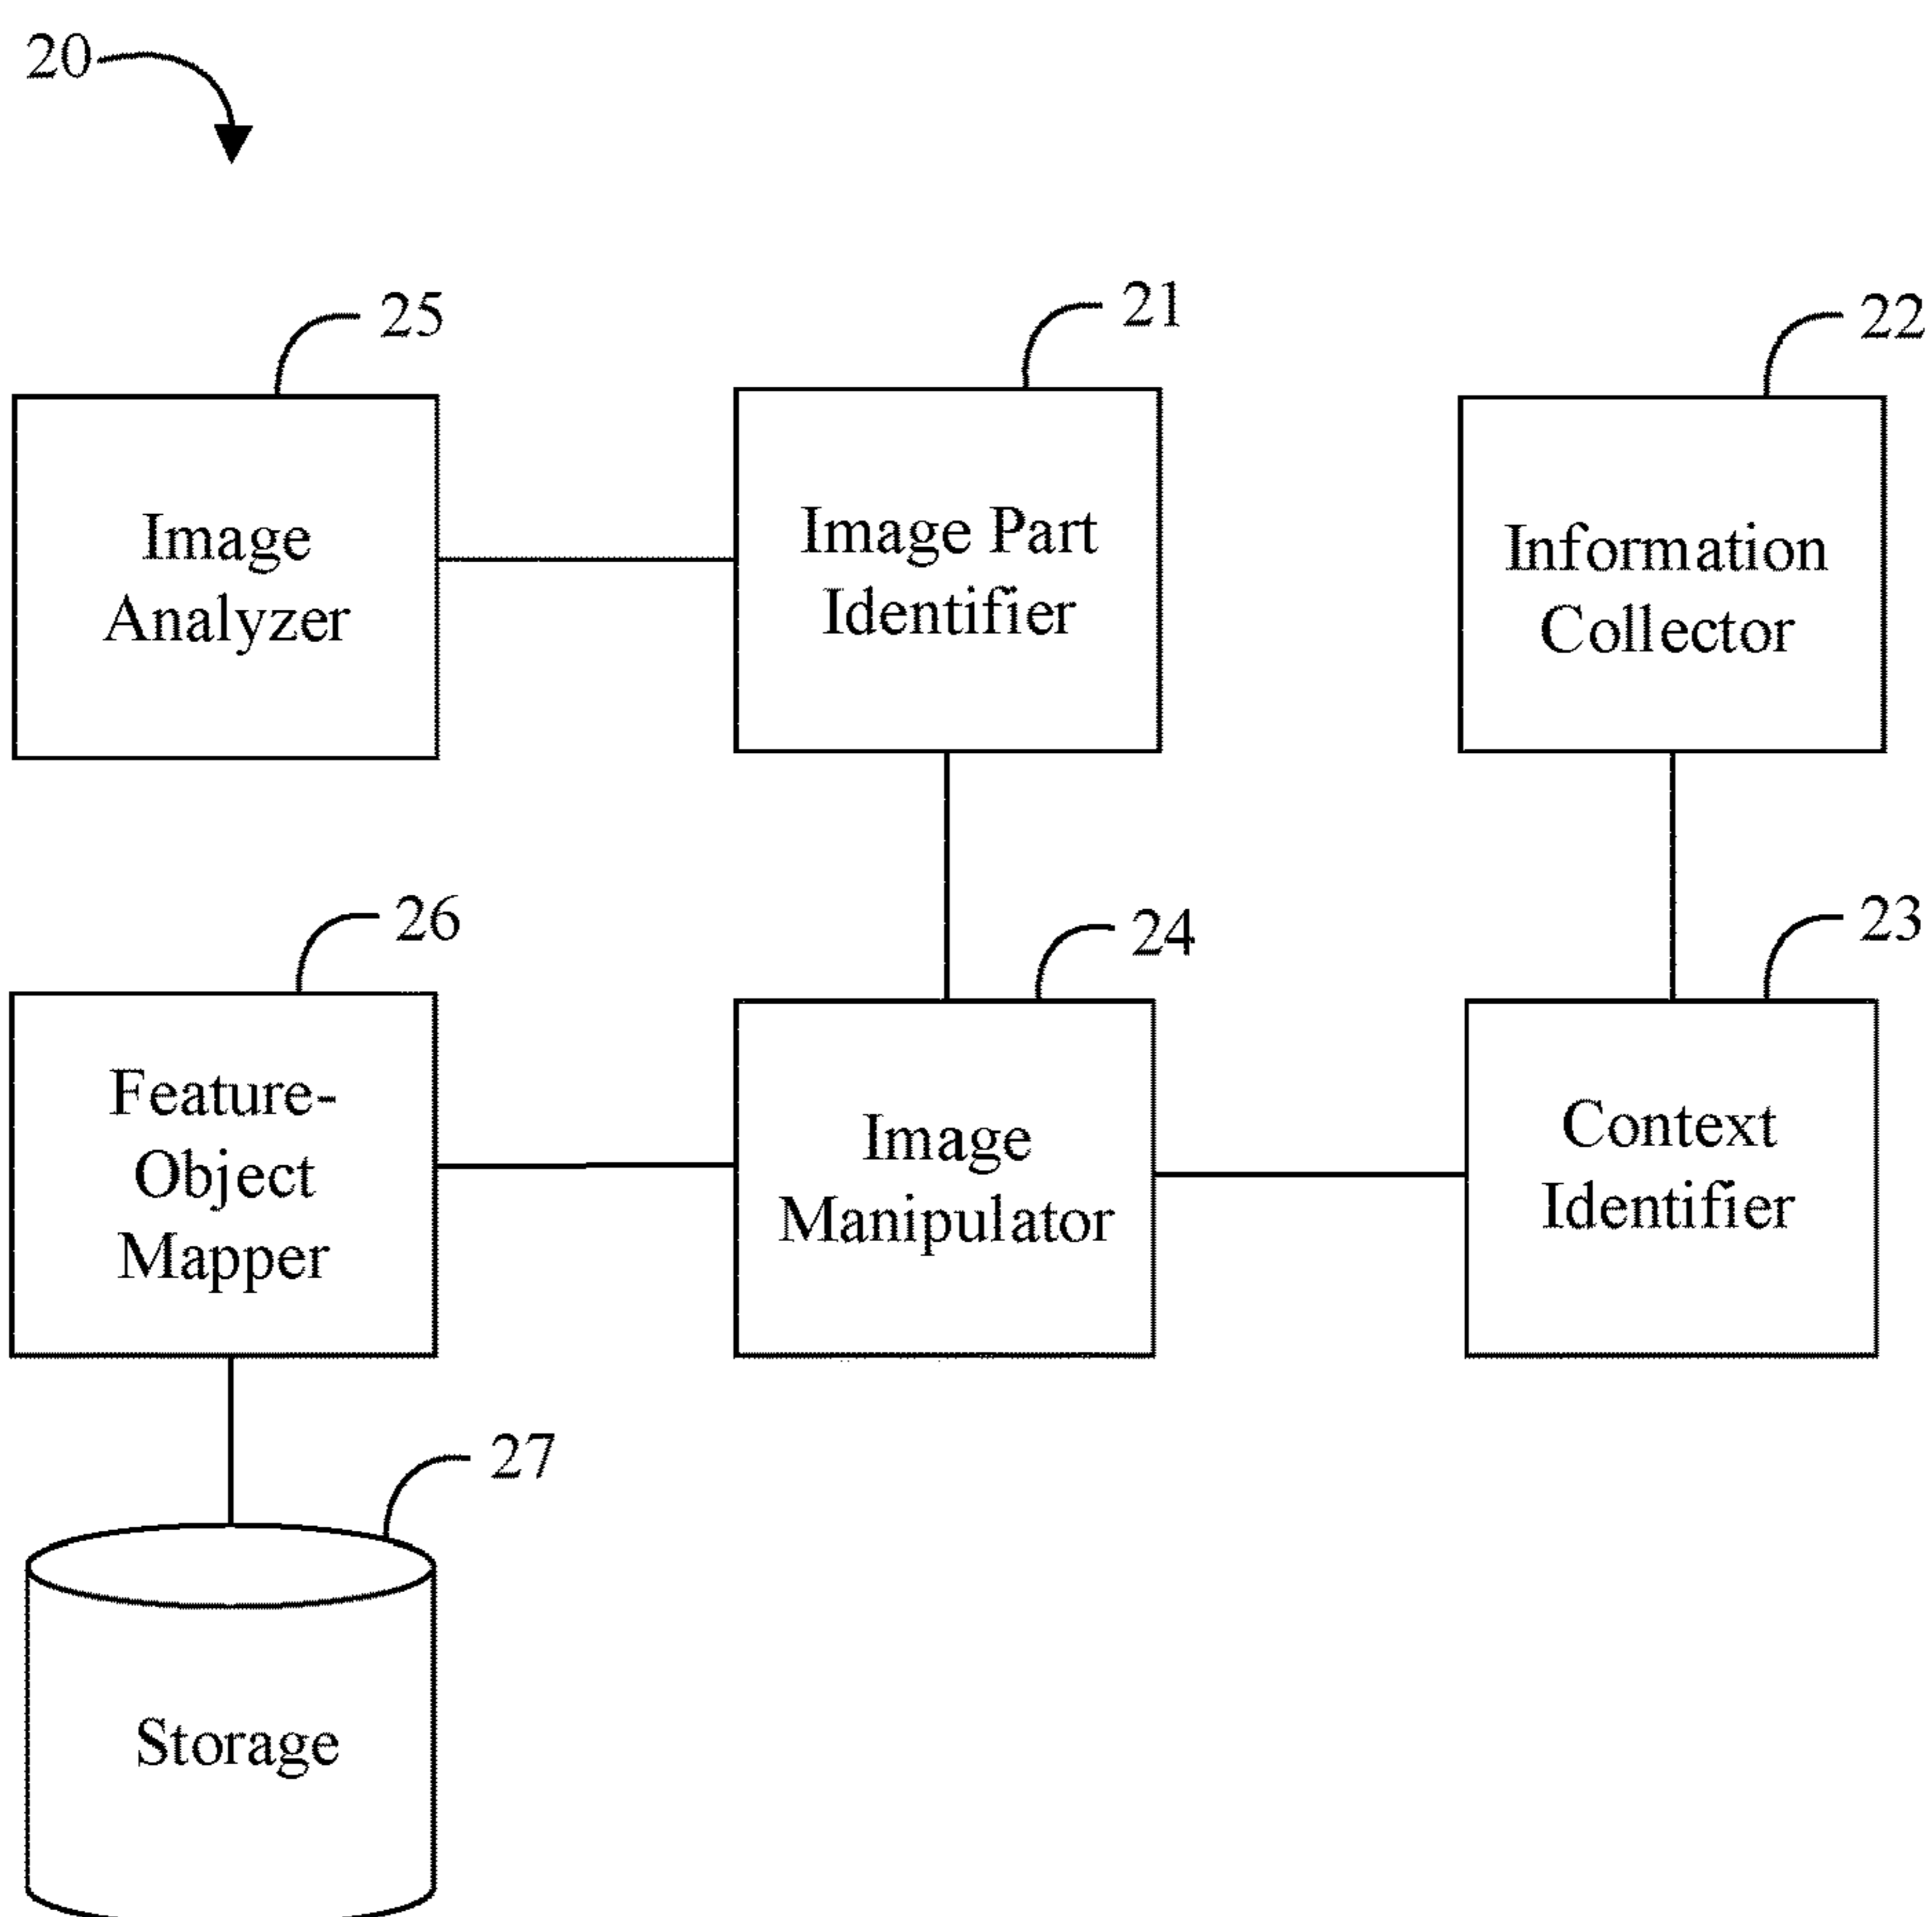 20
25
21
22
Image
Analyzer
Image Part
Identifier
Information
Collector
26
24
23
Feature-
Object
Mapper
Image
Manipulator
Context
Identifier
27
Storage